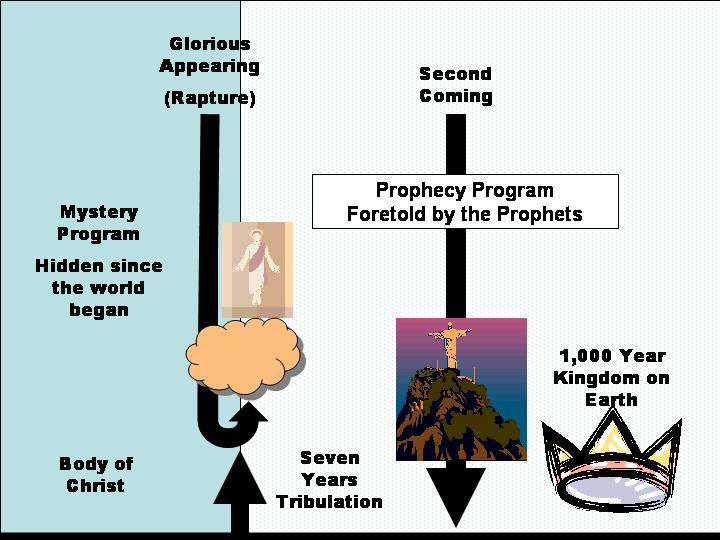 Glorious
Appearing
(Rapture)
Second
Coming
Prophecy Program
Foretold by the Prophets
Mystery
Program
Hidden since
the world
began
1,000 Year
Kingdom on
Earth
Body of
Christ
Seven
Years
Tribulation